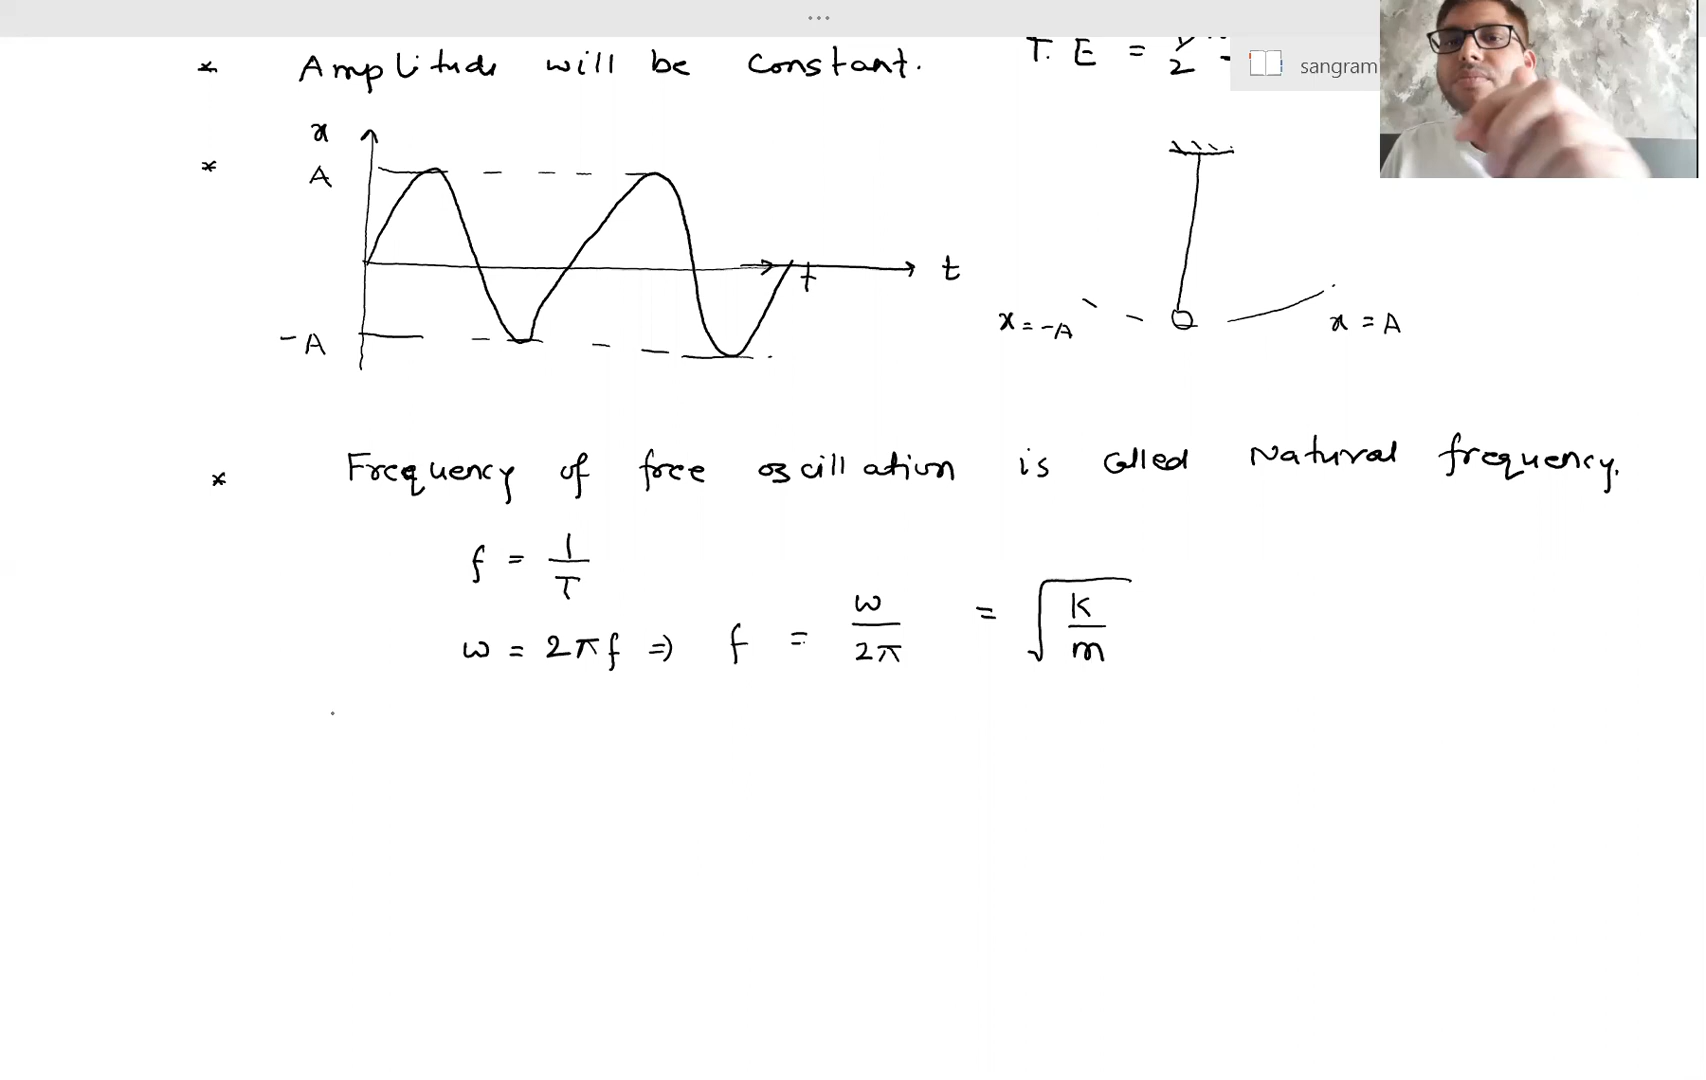 * Amplitude will be constant.
T. E =
sangram
* x
A
-A
t
t
x = -A
x = A
* Frequency of free oscillation is called Natural frequency.
f = 1/T
ω = 2πf ⇒ f = ω/2π = √(K/m)